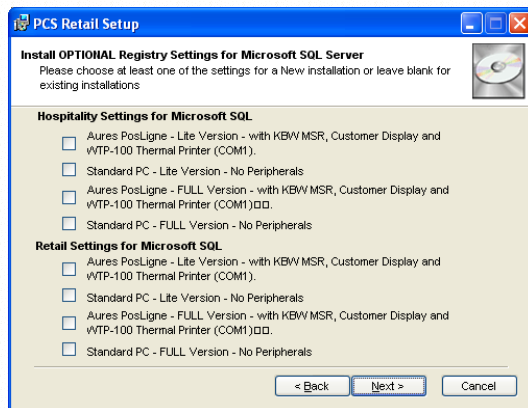 PCS Retail Setup
Install OPTIONAL Registry Settings for Microsoft SQL Server
Please choose at least one of the settings for a New installation or leave blank for
existing installations
Hospitality Settings for Microsoft SQL
Aures PosLigne - Lite Version - with KBW MSR, Customer Display and
WTP-100 Thermal Printer (COM1).
Standard PC - Lite Version - No Peripherals
Aures PosLigne - FULL Version - with KBW MSR, Customer Display and
WTP-100 Thermal Printer (COM1)□□.
Standard PC - FULL Version - No Peripherals
Retail Settings for Microsoft SQL
Aures PosLigne - Lite Version - with KBW MSR, Customer Display and
WTP-100 Thermal Printer (COM1).
Standard PC - Lite Version - No Peripherals
Aures PosLigne - FULL Version - with KBW MSR, Customer Display and
WTP-100 Thermal Printer (COM1)□□.
Standard PC - FULL Version - No Peripherals
< Back Next > Cancel